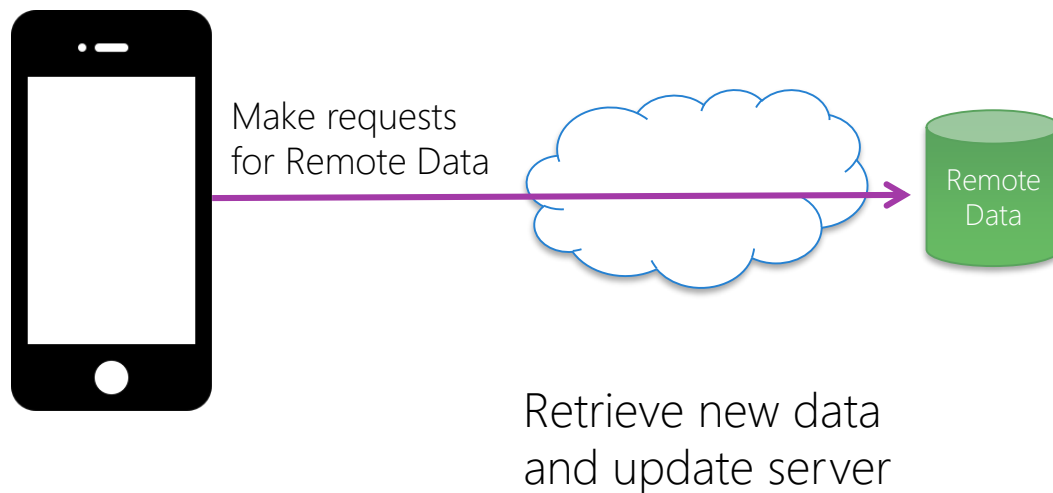 Make requests
for Remote Data
Remote
Data
Retrieve new data
and update server